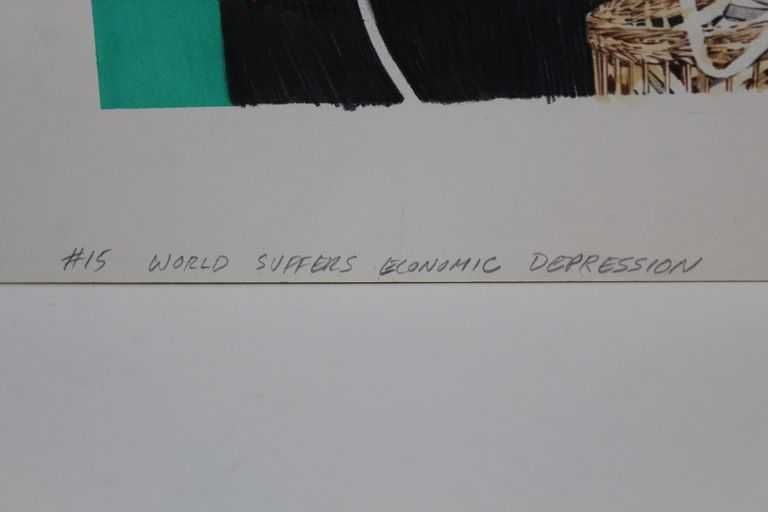 #15 WORLD SUFFERS ECONOMIC DEPRESSION